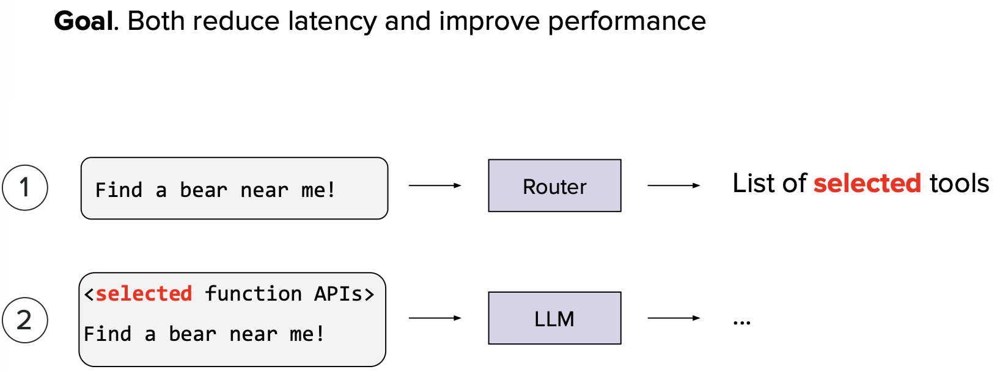 Goal. Both reduce latency and improve performance
1
Find a bear near me!
Router
List of selected tools
2
<selected function APIs>
Find a bear near me!
LLM
...